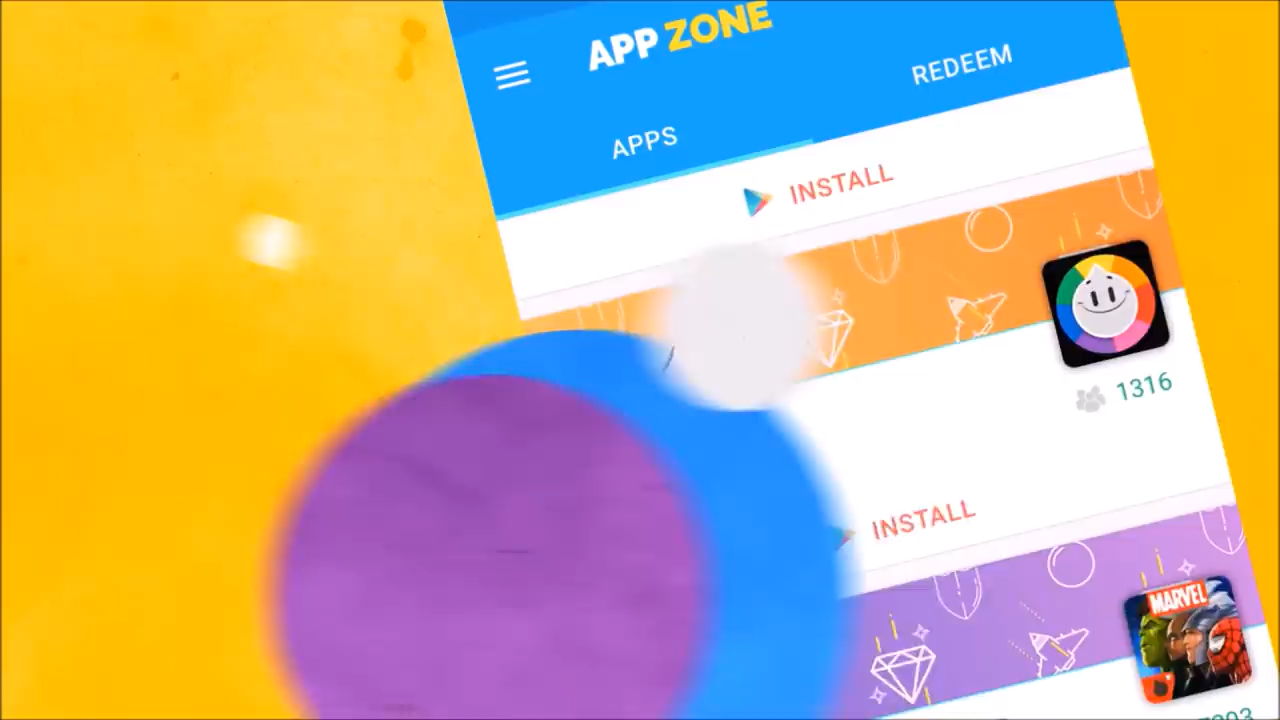 APP ZONE
REDEEM
APPS
INSTALL
1316
INSTALL
MARVEL